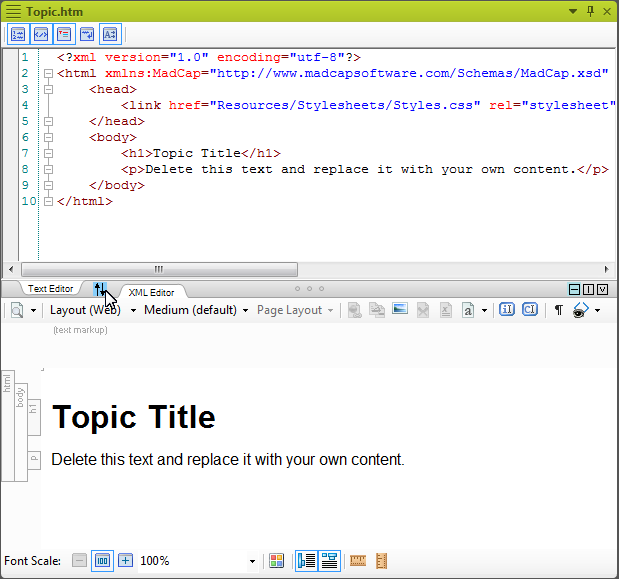 Topic.htm
1 <?xml version="1.0" encoding="utf-8"?>
2 <html xmlns:MadCap="http://www.madcapsoftware.com/Schemas/MadCap.xsd"
3 <head>
4 <link href="Resources/Stylesheets/Styles.css" rel="stylesheet"
5 </head>
6 <body>
7 <h1>Topic Title</h1>
8 <p>Delete this text and replace it with your own content.</p>
9 </body>
10 </html>
Text Editor XML Editor
Layout (Web) Medium (default) Page Layout
(text markup)
html
body
h1
Topic Title
p
Delete this text and replace it with your own content.
Font Scale: 100 100%